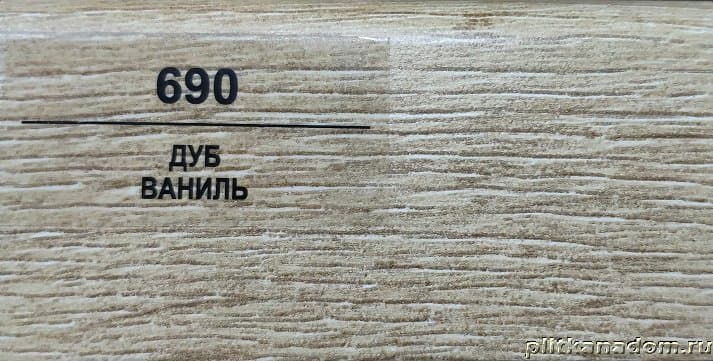 690
ДУБ
ВАНИЛЬ
plitkanadom.ru